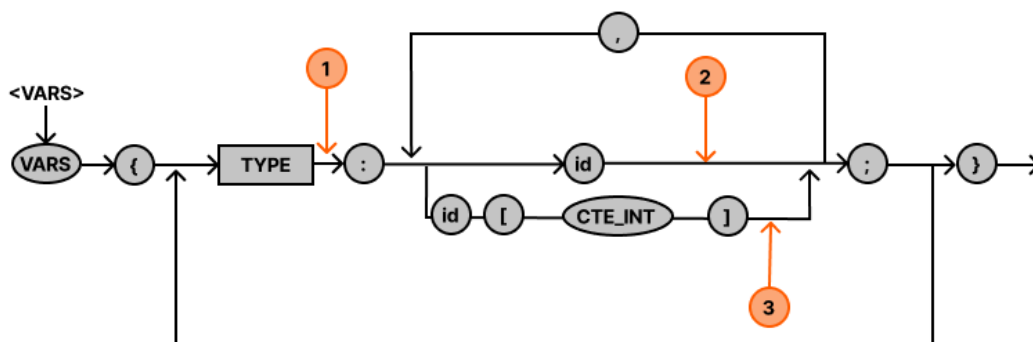 ,
1
2
<VARS>
VARS { TYPE : id ; }
id [ CTE_INT ]
3